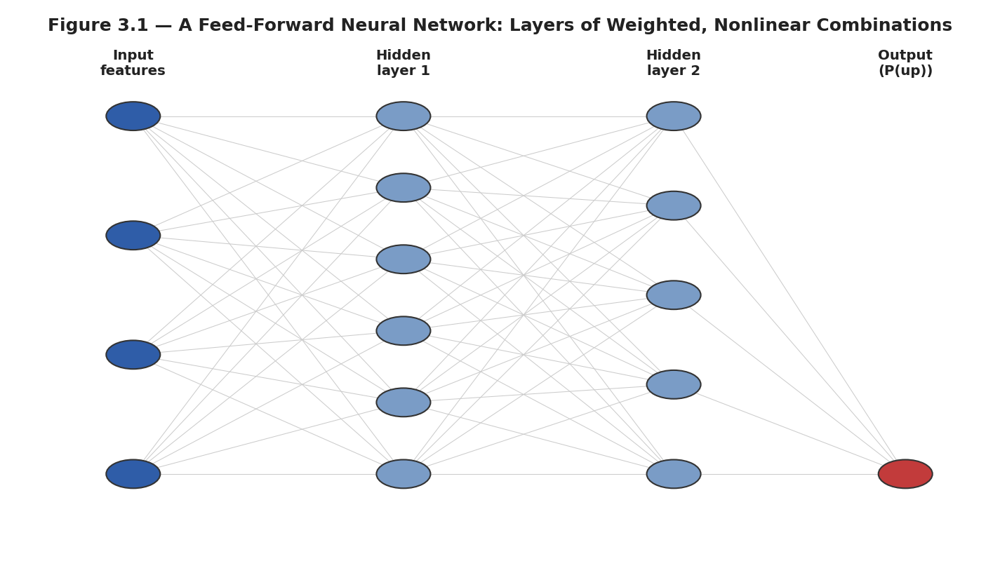 Figure 3.1 — A Feed-Forward Neural Network: Layers of Weighted, Nonlinear Combinations
Input
features
Hidden
layer 1
Hidden
layer 2
Output
(P(up))